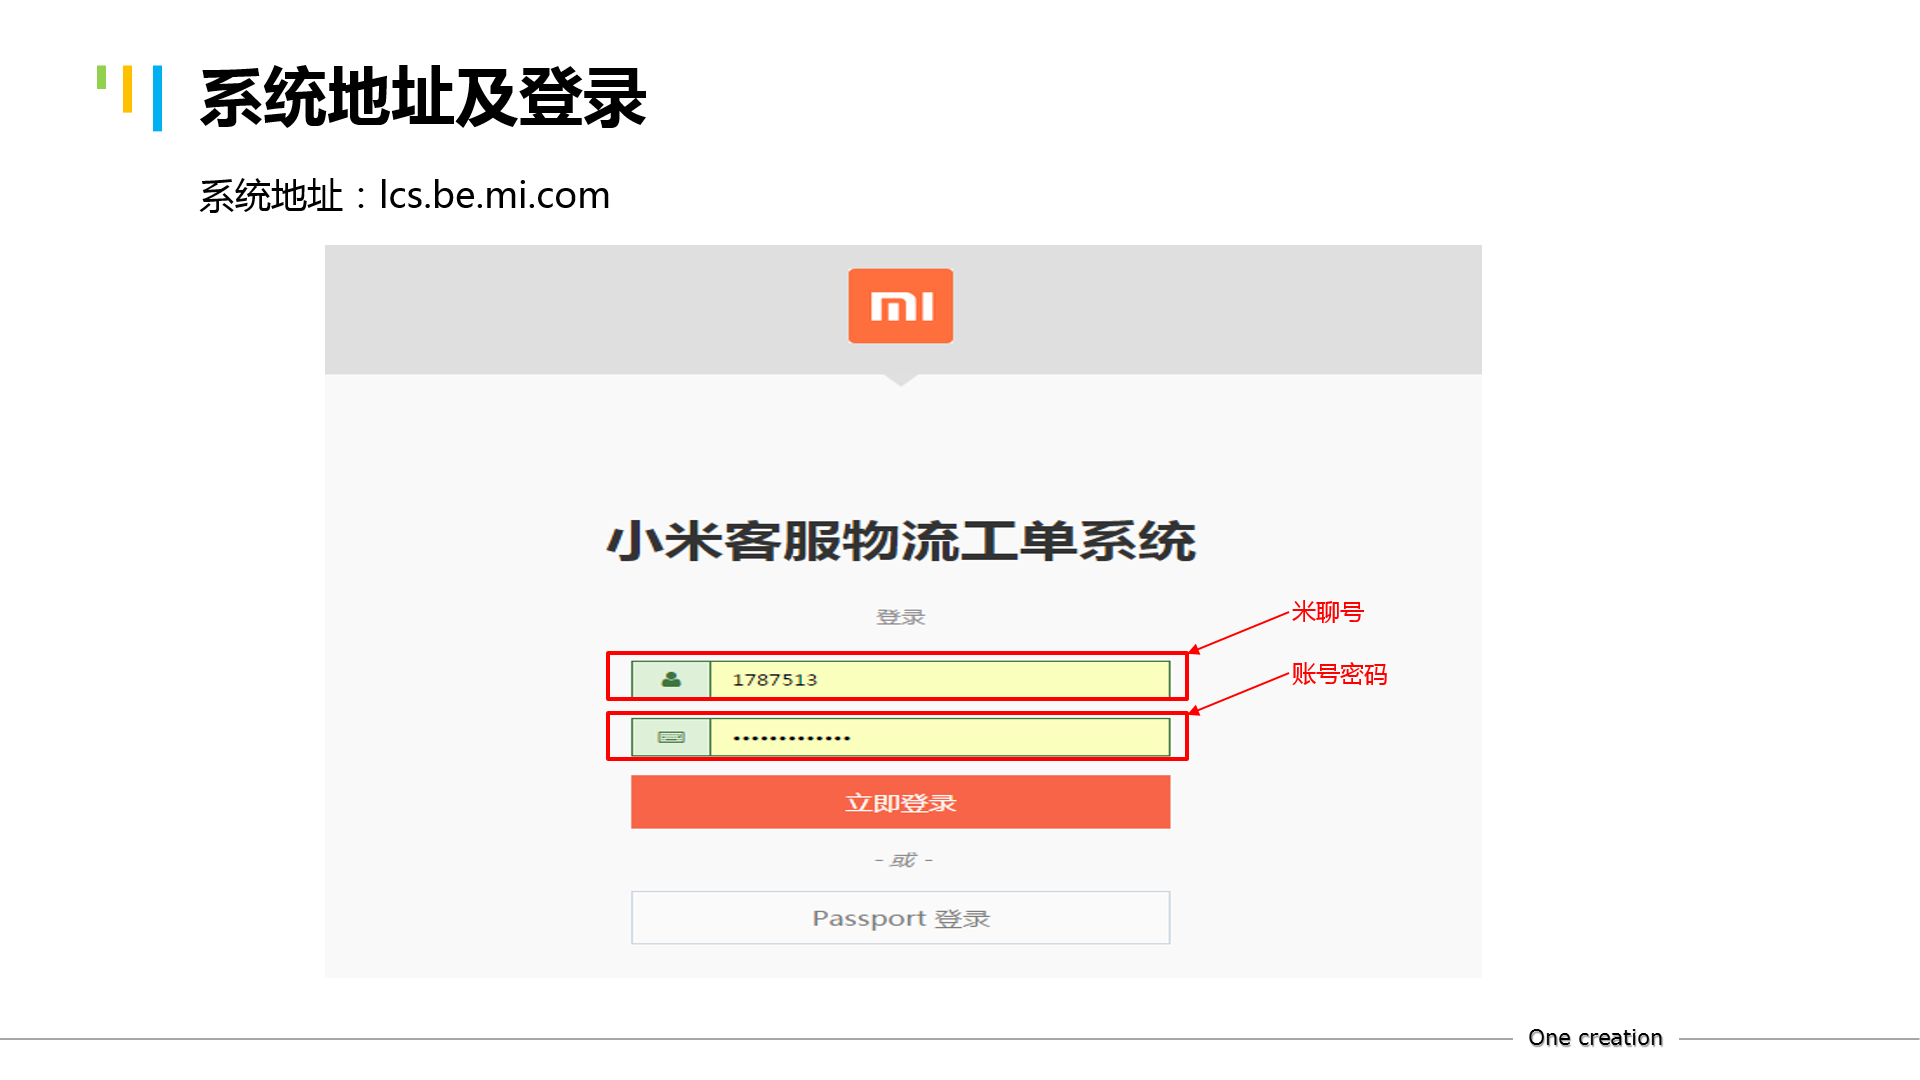 系统地址及登录
系统地址：lcs.be.mi.com
mi
小米客服物流工单系统
登录
米聊号
1787513
账号密码
•••••••••••••
立即登录
- 或 -
Passport 登录
One creation